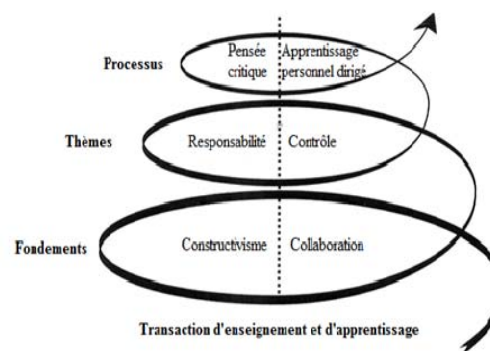 Processus
Pensée critique
Apprentissage personnel dirigé
Thèmes
Responsabilité
Contrôle
Fondements
Constructivisme
Collaboration
Transaction d'enseignement et d'apprentissage